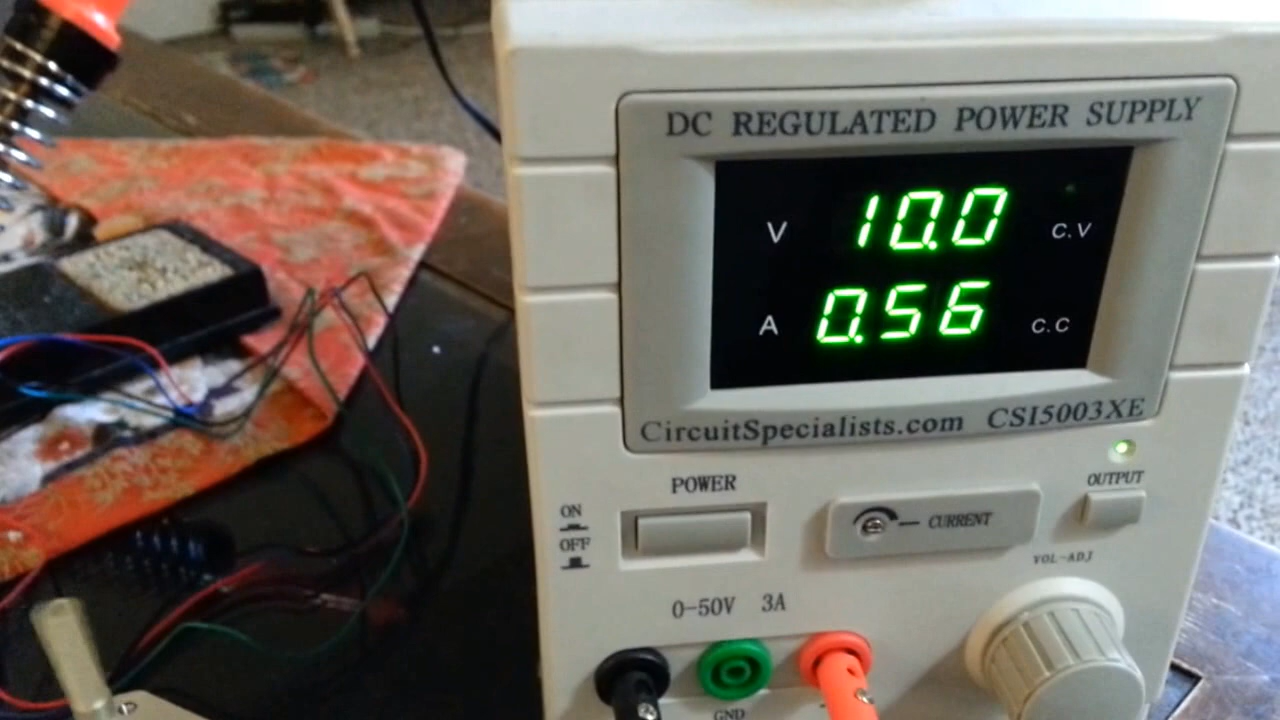 DC REGULATED POWER SUPPLY
V 10.0 C.V
A 0.56 C.C
CircuitSpecialists.com CSI5003XE
POWER
OUTPUT
ON
OFF
CURRENT
VOL-ADJ
0-50V 3A
GND